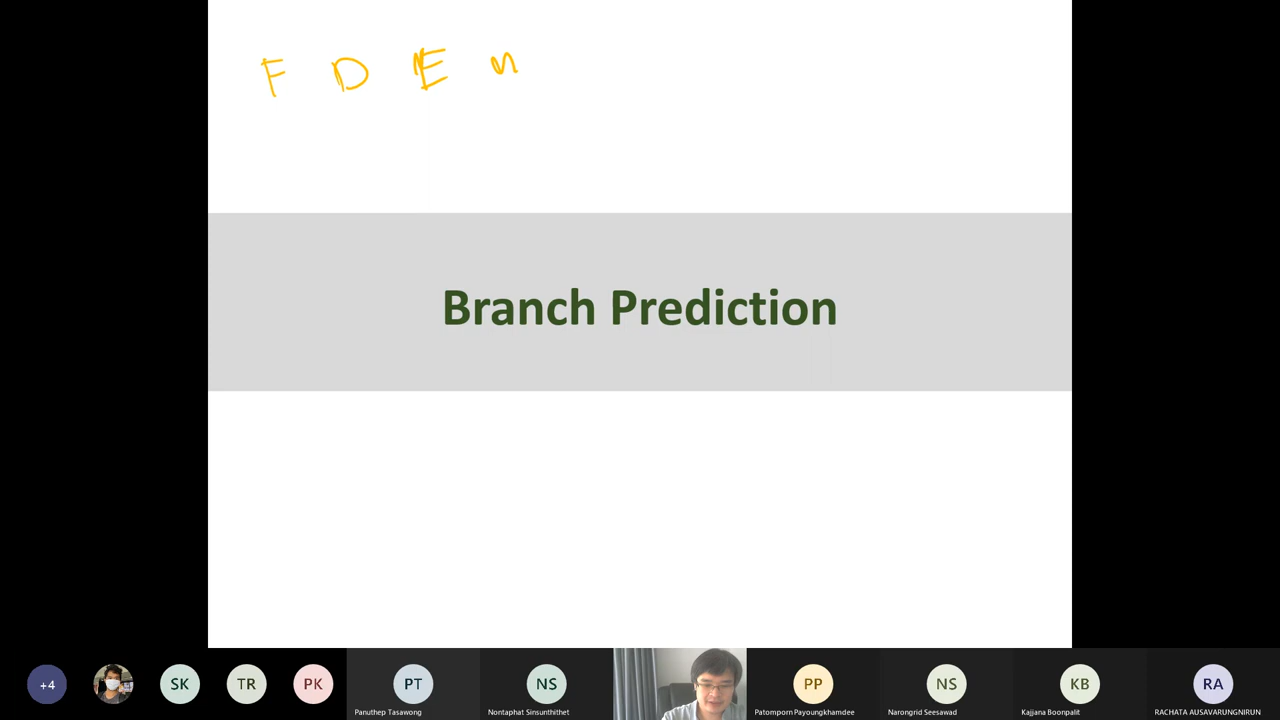 F D E M
Branch Prediction
+4 SK TR PK PT NS PP NS KB RA
Panuthep Tasawong Nontaphat Sinsunthithet Patomporn Payoungkhamdee Narongrid Seesawad Kajjana Boonpalit RACHATA AUSAVARUNGNIRUN